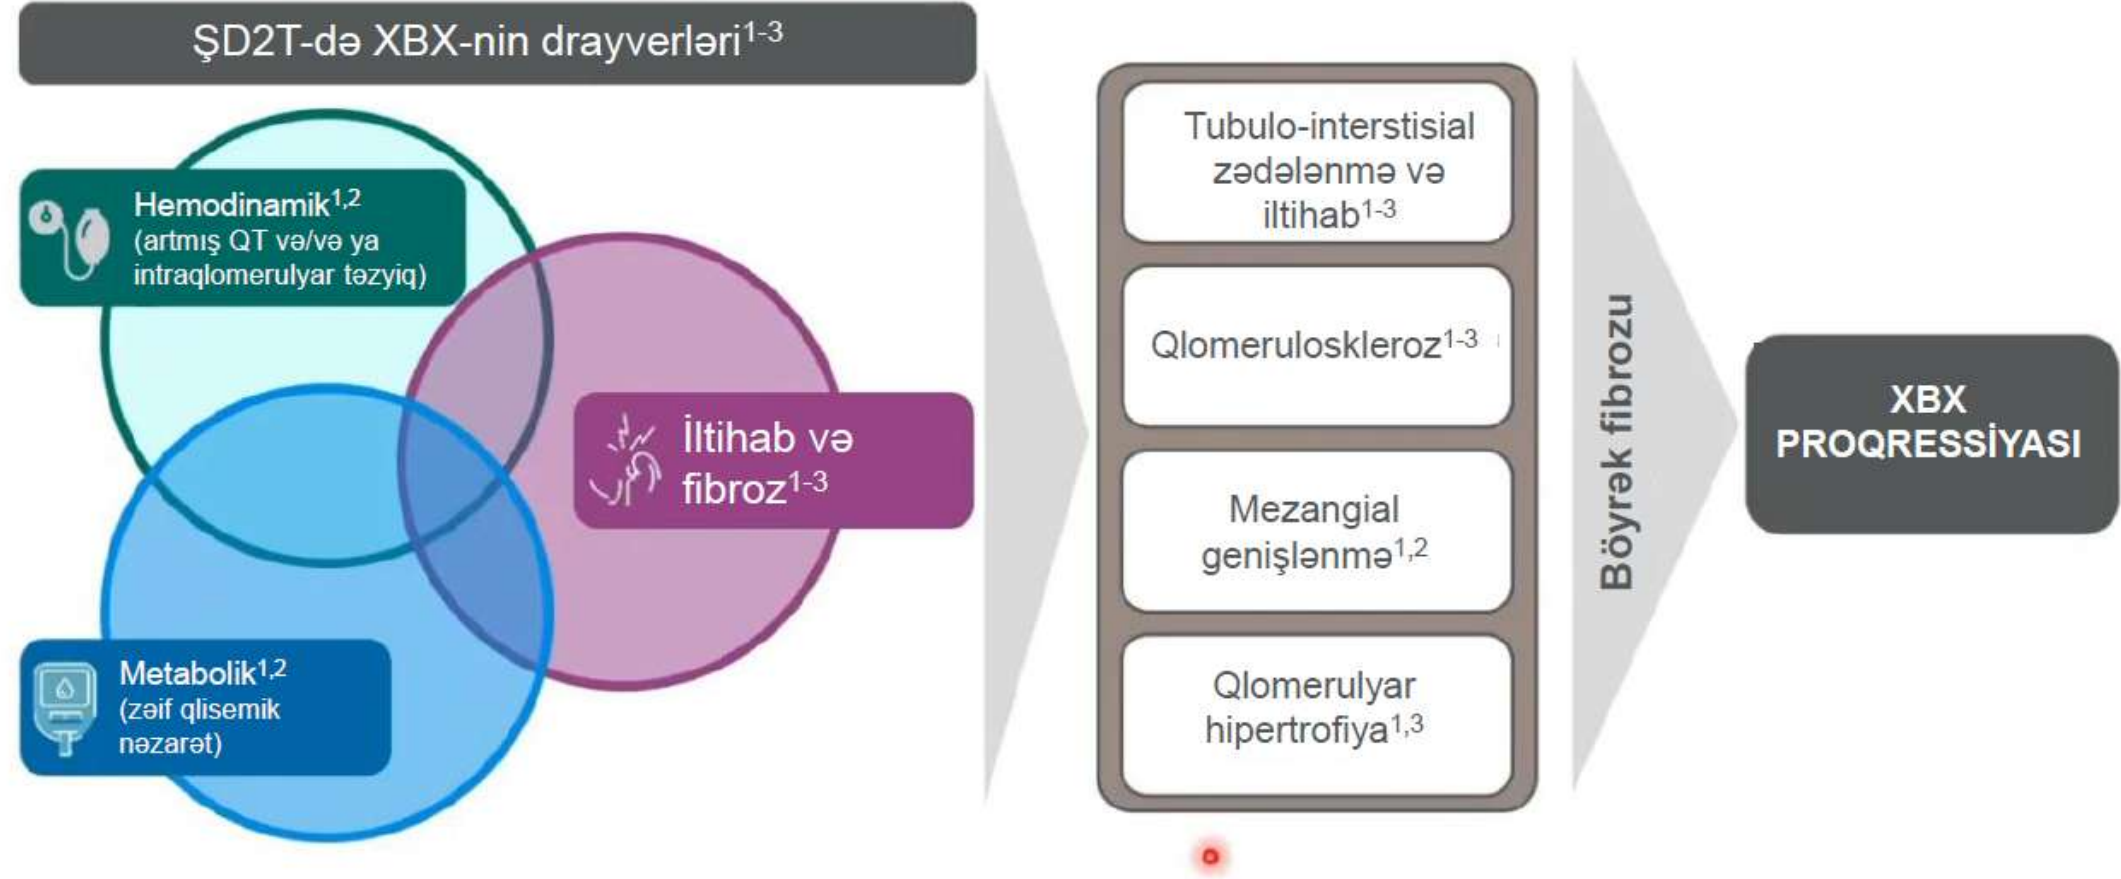 ŞD2T-də XBX-nin drayverləri1-3
Hemodinamik1,2
(artmış QT və/və ya
intraqlomerulyar təzyiq)
İltihab və
fibroz1-3
Metabolik1,2
(zəif qlisemik
nəzarət)
Tubulo-interstisial
zədələnmə və
iltihab1-3
Qlomeruloskleroz1-3
Mezangial
genişlənmə1,2
Qlomerulyar
hipertrofiya1,3
Böyrək fibrozu
XBX
PROQRESSİYASI